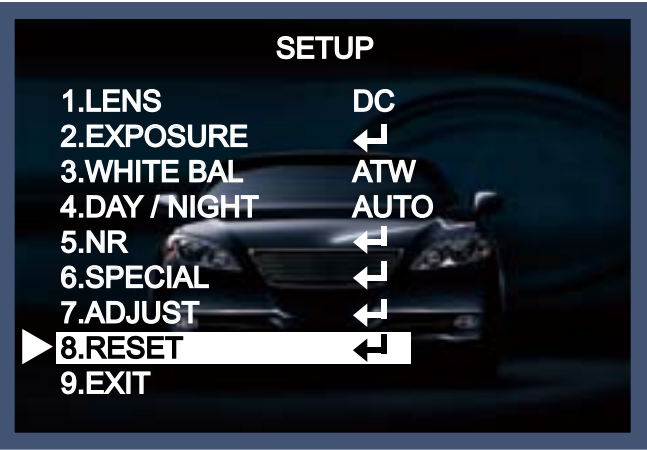 SETUP
1.LENS DC
2.EXPOSURE ↵
3.WHITE BAL ATW
4.DAY / NIGHT AUTO
5.NR ↵
6.SPECIAL ↵
7.ADJUST ↵
8.RESET ↵
9.EXIT